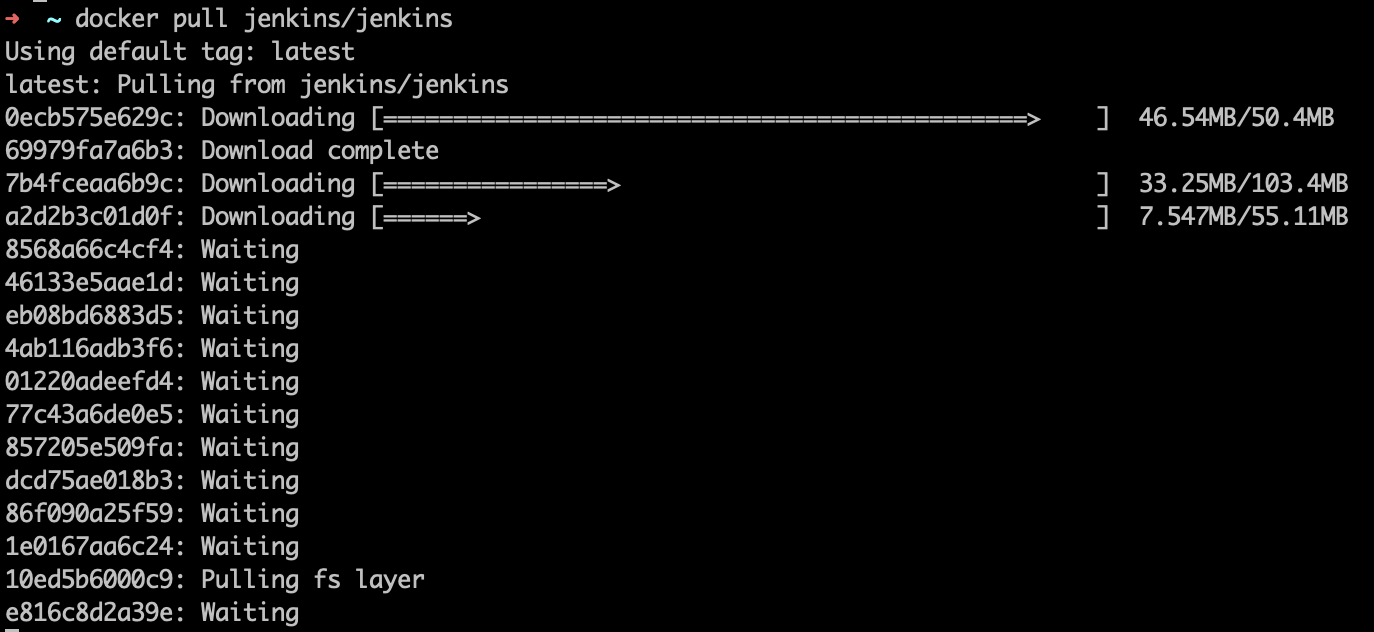 ➜ ~ docker pull jenkins/jenkins
Using default tag: latest
latest: Pulling from jenkins/jenkins
0ecb575e629c: Downloading [==============================================>    ] 46.54MB/50.4MB
69979fa7a6b3: Download complete
7b4fceaa6b9c: Downloading [================>                                  ] 33.25MB/103.4MB
a2d2b3c01d0f: Downloading [======>                                            ] 7.547MB/55.11MB
8568a66c4cf4: Waiting
46133e5aae1d: Waiting
eb08bd6883d5: Waiting
4ab116adb3f6: Waiting
01220adeefd4: Waiting
77c43a6de0e5: Waiting
857205e509fa: Waiting
dcd75ae018b3: Waiting
86f090a25f59: Waiting
1e0167aa6c24: Waiting
10ed5b6000c9: Pulling fs layer
e816c8d2a39e: Waiting